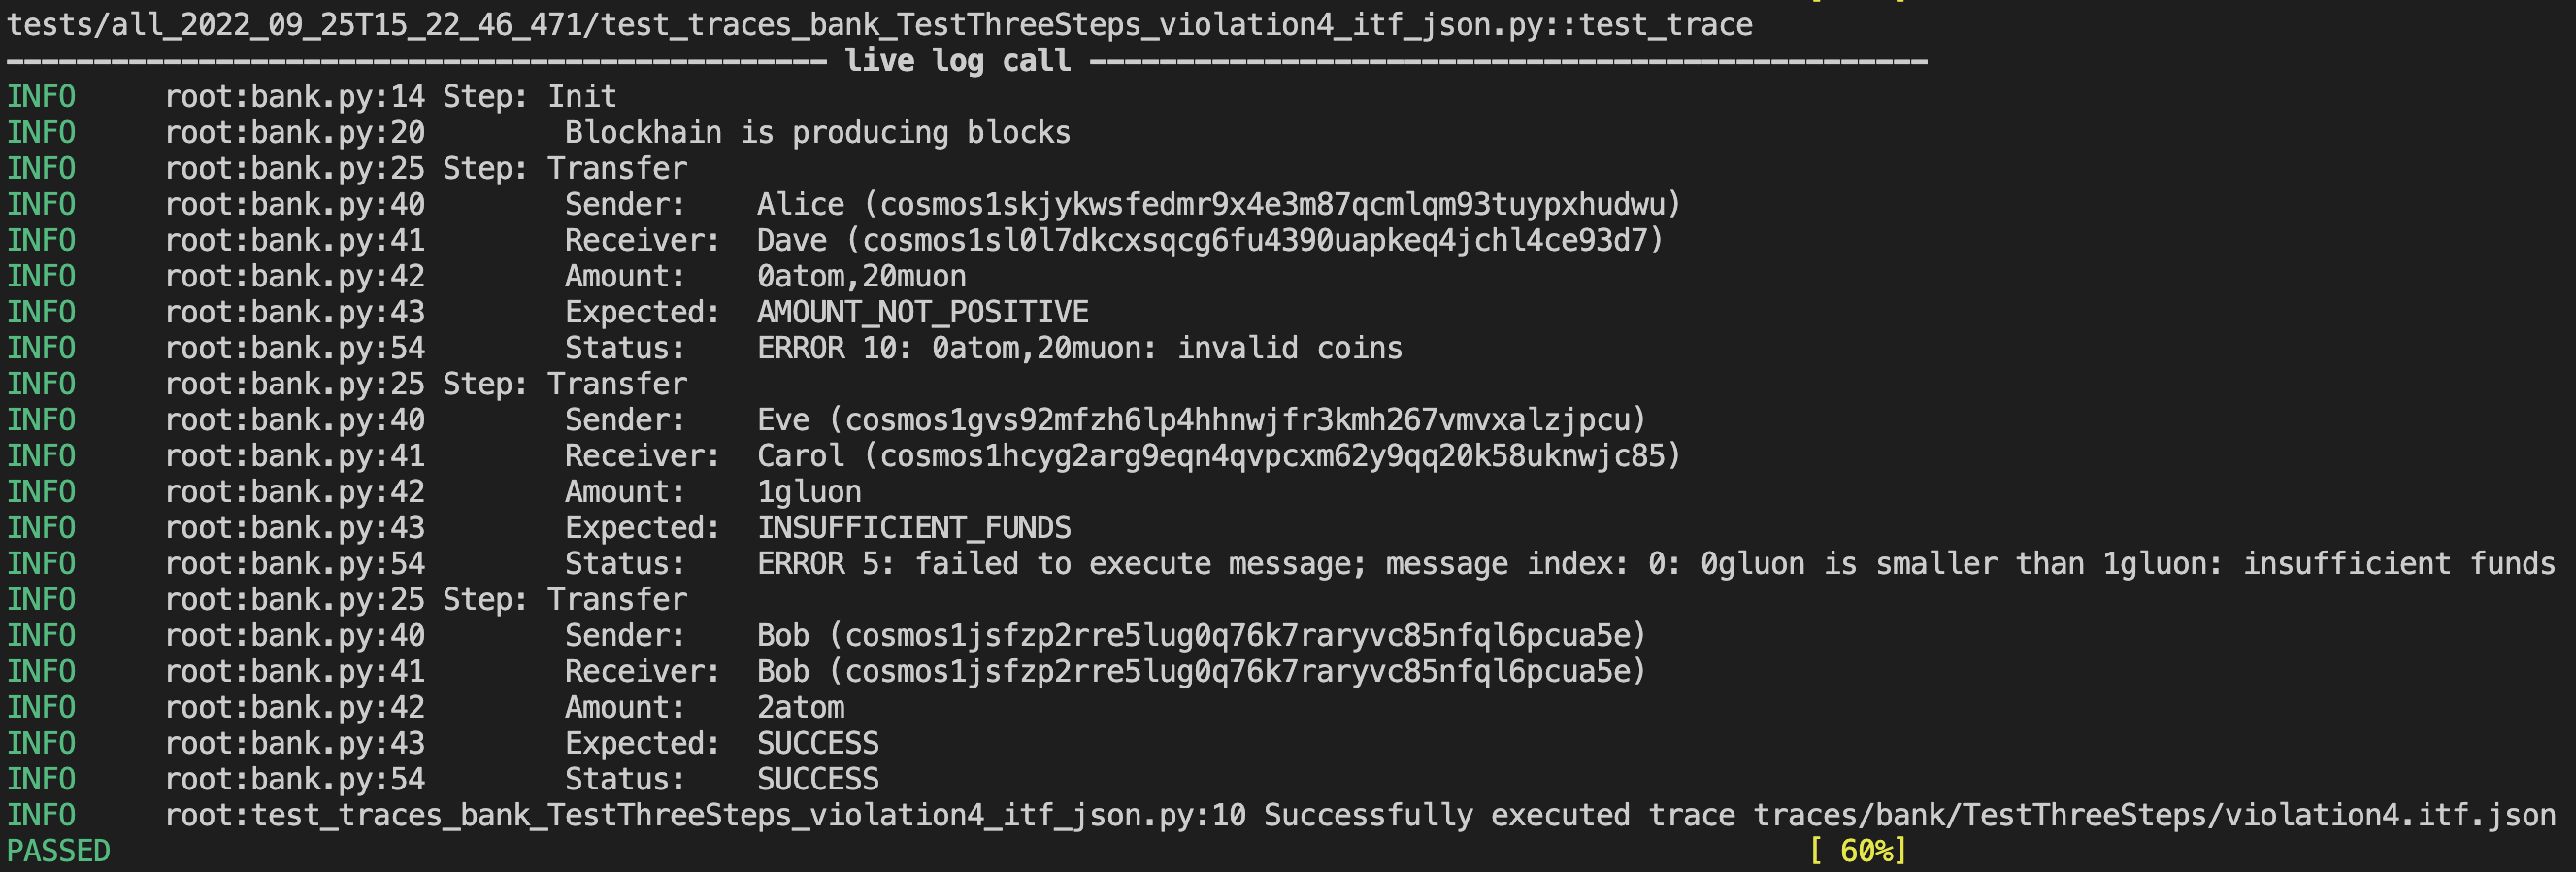 tests/all_2022_09_25T15_22_46_471/test_traces_bank_TestThreeSteps_violation4_itf_json.py::test_trace
----------------------------------------------- live log call ------------------------------------------------
INFO     root:bank.py:14 Step: Init
INFO     root:bank.py:20        Blockhain is producing blocks
INFO     root:bank.py:25 Step: Transfer
INFO     root:bank.py:40        Sender:    Alice (cosmos1skjykwsfedmr9x4e3m87qcmlqm93tuypxhudwu)
INFO     root:bank.py:41        Receiver:  Dave (cosmos1sl0l7dkcxsqcg6fu4390uapkeq4jchl4ce93d7)
INFO     root:bank.py:42        Amount:    0atom,20muon
INFO     root:bank.py:43        Expected:  AMOUNT_NOT_POSITIVE
INFO     root:bank.py:54        Status:    ERROR 10: 0atom,20muon: invalid coins
INFO     root:bank.py:25 Step: Transfer
INFO     root:bank.py:40        Sender:    Eve (cosmos1gvs92mfzh6lp4hhnwjfr3kmh267vmvxalzjpcu)
INFO     root:bank.py:41        Receiver:  Carol (cosmos1hcyg2arg9eqn4qvpcxm62y9qq20k58uknwjc85)
INFO     root:bank.py:42        Amount:    1gluon
INFO     root:bank.py:43        Expected:  INSUFFICIENT_FUNDS
INFO     root:bank.py:54        Status:    ERROR 5: failed to execute message; message index: 0: 0gluon is smaller than 1gluon: insufficient funds
INFO     root:bank.py:25 Step: Transfer
INFO     root:bank.py:40        Sender:    Bob (cosmos1jsfzp2rre5lug0q76k7raryvc85nfql6pcua5e)
INFO     root:bank.py:41        Receiver:  Bob (cosmos1jsfzp2rre5lug0q76k7raryvc85nfql6pcua5e)
INFO     root:bank.py:42        Amount:    2atom
INFO     root:bank.py:43        Expected:  SUCCESS
INFO     root:bank.py:54        Status:    SUCCESS
INFO     root:test_traces_bank_TestThreeSteps_violation4_itf_json.py:10 Successfully executed trace traces/bank/TestThreeSteps/violation4.itf.json
PASSED [ 60%]